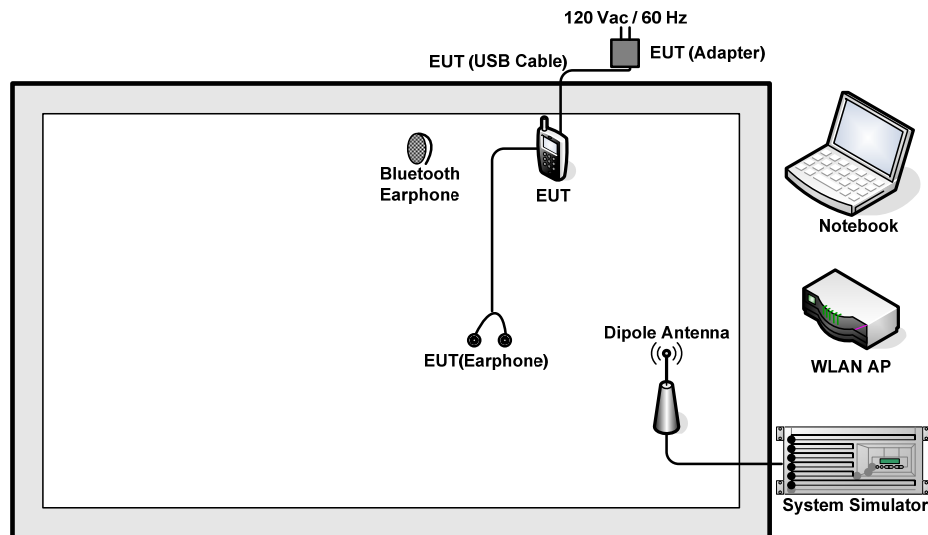 120 Vac / 60 Hz
EUT (USB Cable)
EUT (Adapter)
Bluetooth
Earphone
EUT
Notebook
EUT(Earphone)
Dipole Antenna
WLAN AP
System Simulator